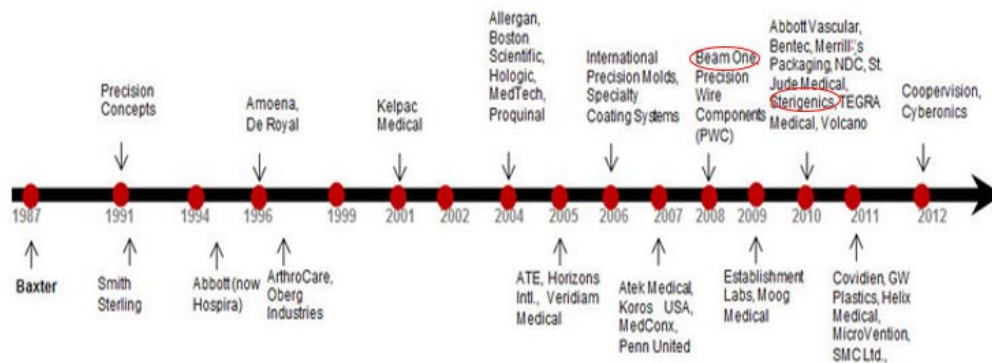 Precision
Concepts
Amoena,
De Royal
Kelpac
Medical
Allergan,
Boston
Scientific,
Hologic,
MedTech,
Proquinal
International
Precision Molds,
Specialty
Coating Systems
Beam One,
Precision
Wire
Components
(PWC)
Abbott Vascular,
Bentec, Merrill's
Packaging, NDC, St.
Jude Medical,
Sterigenics, TEGRA
Medical, Volcano
Coopervision,
Cyberonics
1987 1991 1994 1996 1999 2001 2002 2004 2005 2006 2007 2008 2009 2010 2011 2012
Baxter
Smith
Sterling
Abbott (now
Hospira)
ArthroCare,
Oberg
Industries
ATE, Horizons
Intl., Veridiam
Medical
Atek Medical,
Koros USA,
MedConx,
Penn United
Establishment
Labs, Moog
Medical
Covidien, GW
Plastics, Helix
Medical,
MicroVention,
SMC Ltd.,